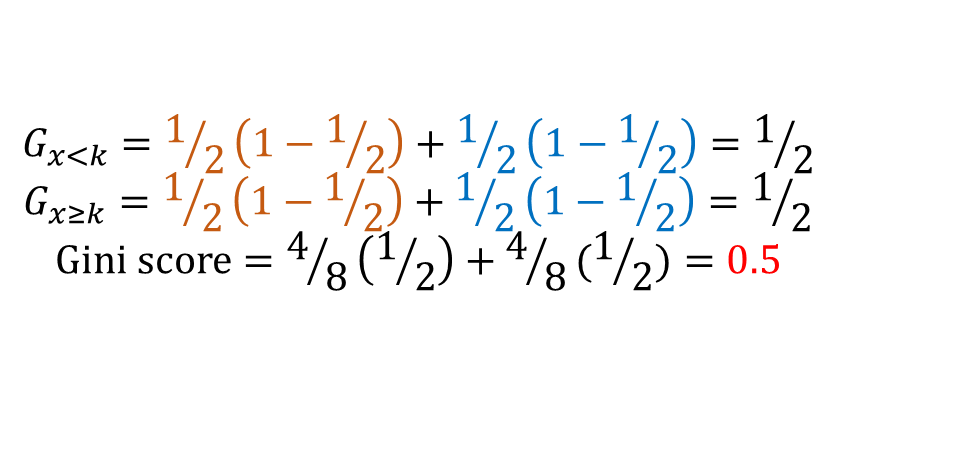 G_{x<k} = 1/2 (1 − 1/2) + 1/2 (1 − 1/2) = 1/2
G_{x≥k} = 1/2 (1 − 1/2) + 1/2 (1 − 1/2) = 1/2
Gini score = 4/8 (1/2) + 4/8 (1/2) = 0.5